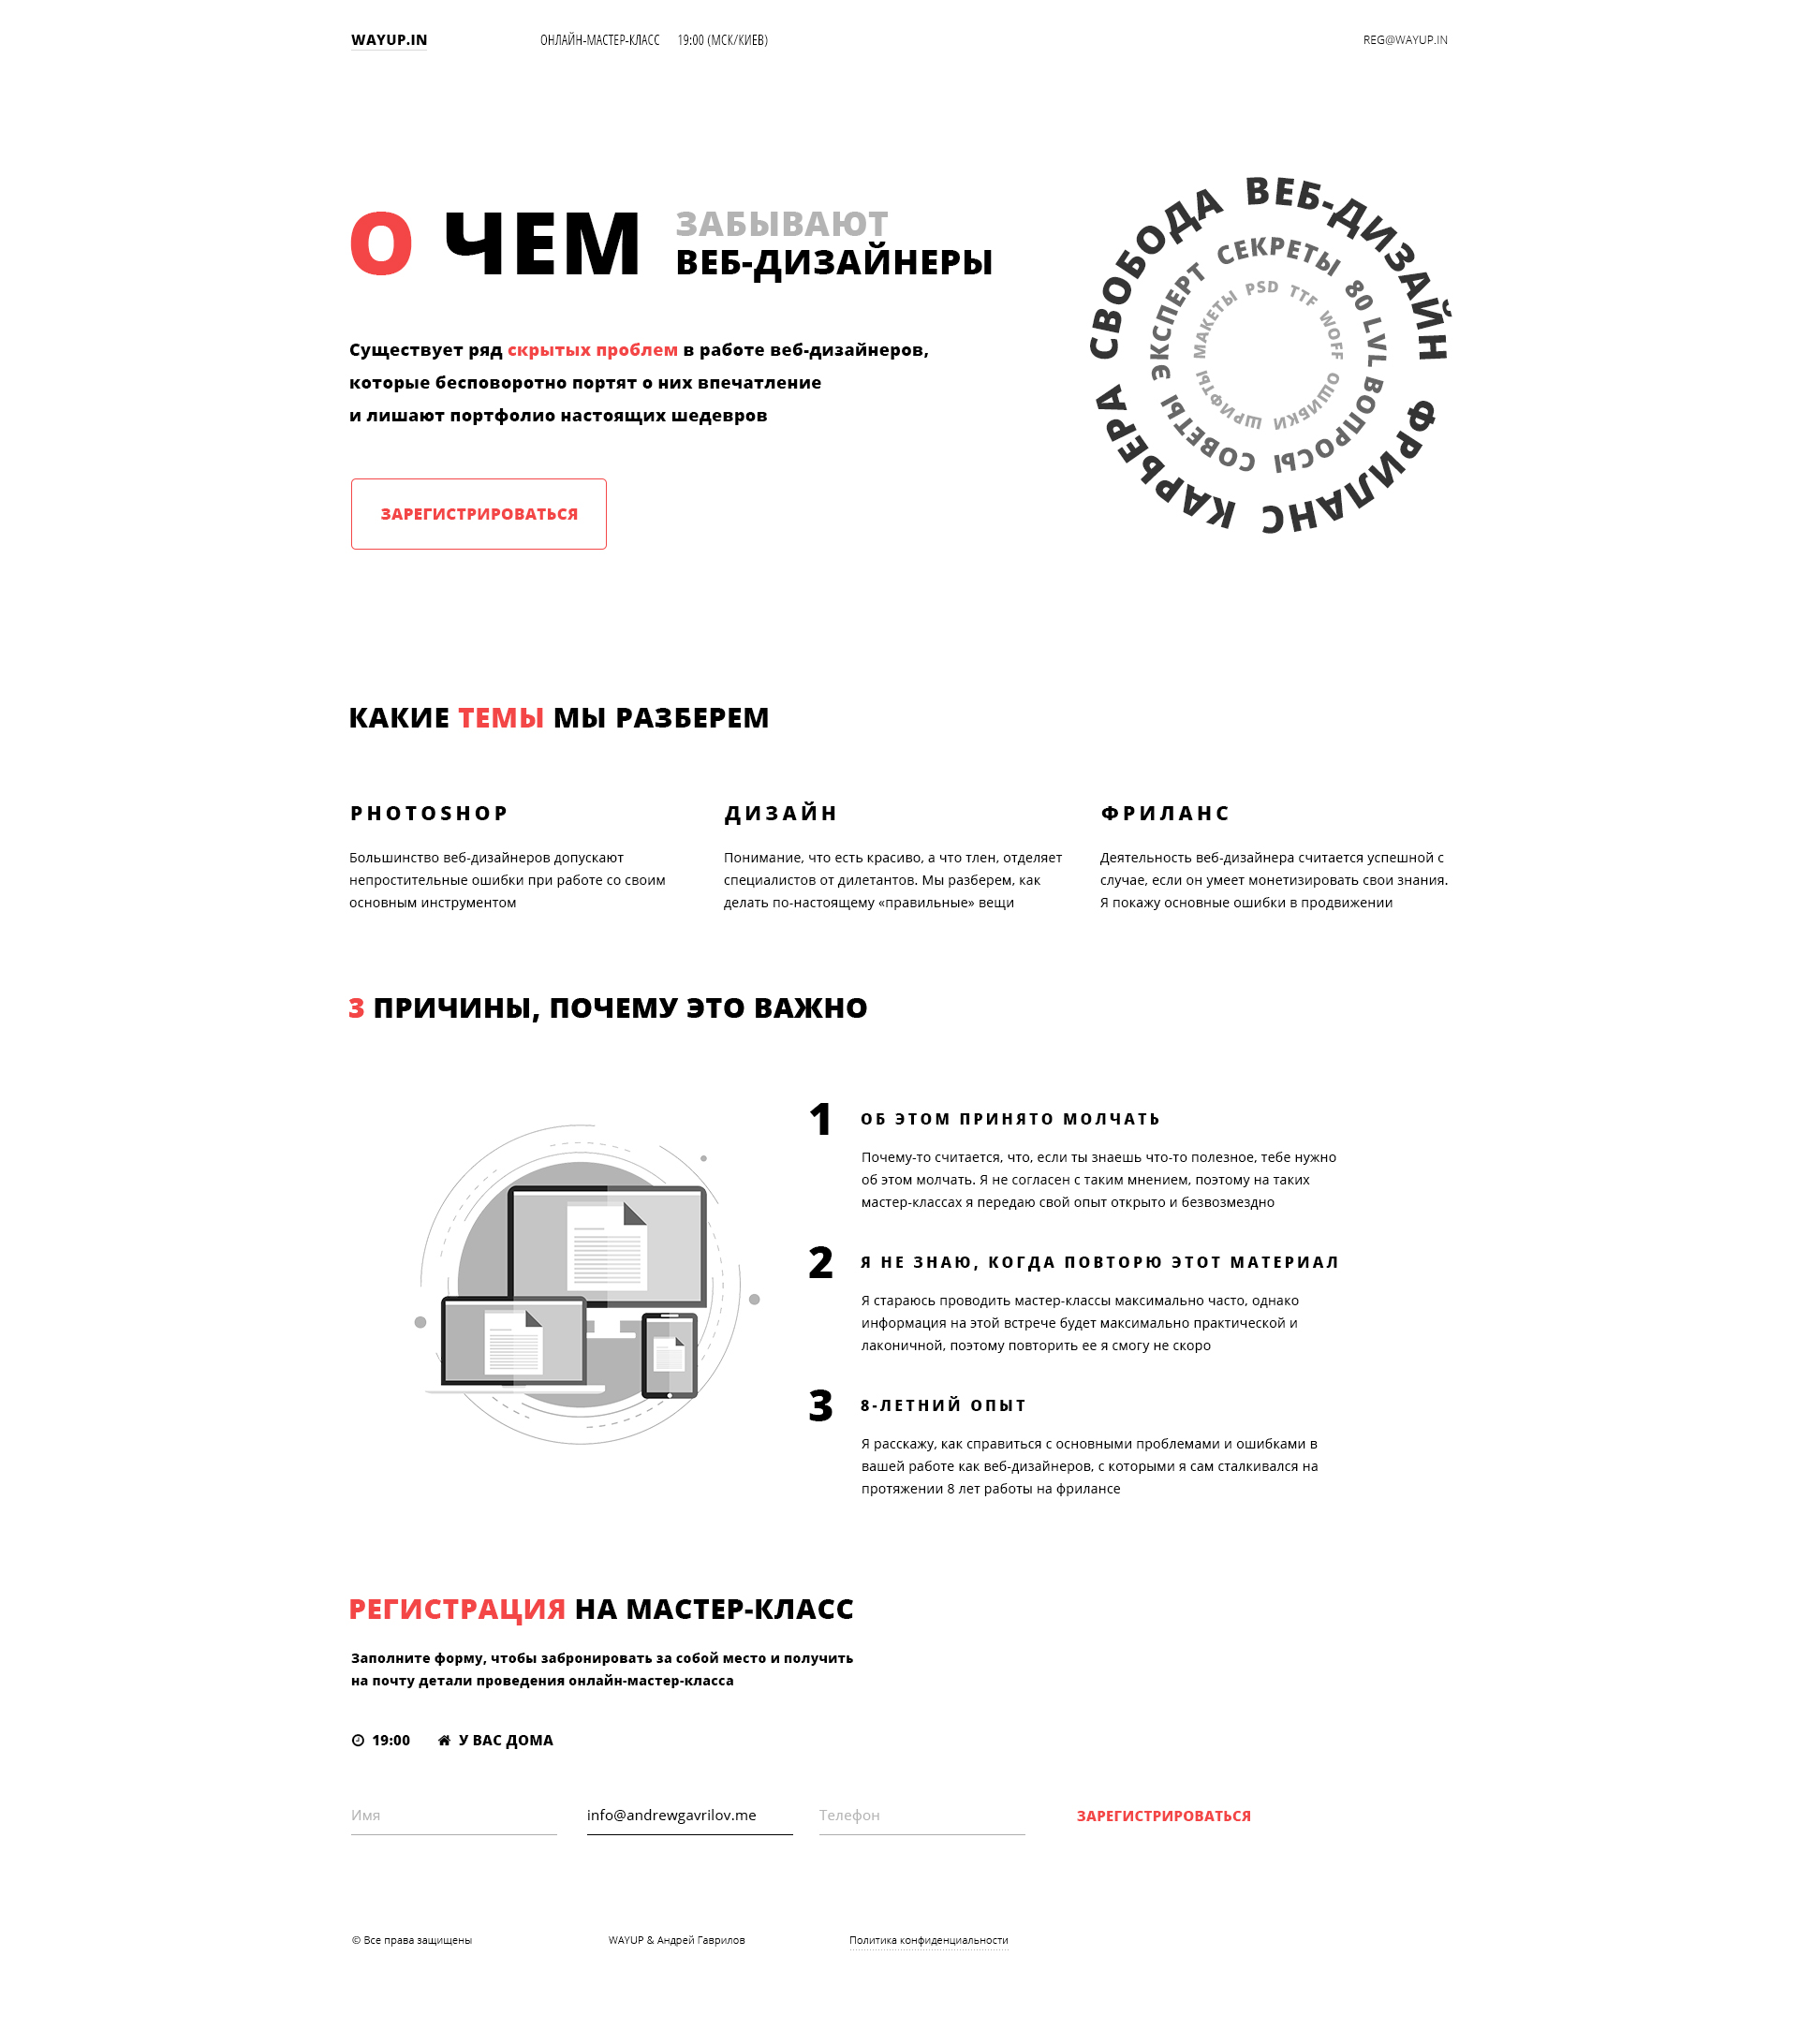 WAYUP.IN
ОНЛАЙН-МАСТЕР-КЛАСС 19:00 (МСК/КИЕВ)
REG@WAYUP.IN
О ЧЕМ
ЗАБЫВАЮТ
ВЕБ-ДИЗАЙНЕРЫ
Существует ряд скрытых проблем в работе веб-дизайнеров,
которые бесповоротно портят о них впечатление
и лишают портфолио настоящих шедевров
ЗАРЕГИСТРИРОВАТЬСЯ
СВОБОДА ВЕБ-ДИЗАЙН ФРИЛАНС КАРЬЕРА
ЭКСПЕРТ СЕКРЕТЫ 80 LVL ВОПРОСЫ СОВЕТЫ
МАКЕТЫ PSD TTF WOFF ОШИБКИ ШРИФТЫ
КАКИЕ ТЕМЫ МЫ РАЗБЕРЕМ
PHOTOSHOP
Большинство веб-дизайнеров допускают
непростительные ошибки при работе со своим
основным инструментом
ДИЗАЙН
Понимание, что есть красиво, а что тлен, отделяет
специалистов от дилетантов. Мы разберем, как
делать по-настоящему «правильные» вещи
ФРИЛАНС
Деятельность веб-дизайнера считается успешной с
случае, если он умеет монетизировать свои знания.
Я покажу основные ошибки в продвижении
3 ПРИЧИНЫ, ПОЧЕМУ ЭТО ВАЖНО
1 ОБ ЭТОМ ПРИНЯТО МОЛЧАТЬ
Почему-то считается, что, если ты знаешь что-то полезное, тебе нужно
об этом молчать. Я не согласен с таким мнением, поэтому на таких
мастер-классах я передаю свой опыт открыто и безвозмездно
2 Я НЕ ЗНАЮ, КОГДА ПОВТОРЮ ЭТОТ МАТЕРИАЛ
Я стараюсь проводить мастер-классы максимально часто, однако
информация на этой встрече будет максимально практической и
лаконичной, поэтому повторить ее я смогу не скоро
3 8-ЛЕТНИЙ ОПЫТ
Я расскажу, как справиться с основными проблемами и ошибками в
вашей работе как веб-дизайнеров, с которыми я сам сталкивался на
протяжении 8 лет работы на фрилансе
РЕГИСТРАЦИЯ НА МАСТЕР-КЛАСС
Заполните форму, чтобы забронировать за собой место и получить
на почту детали проведения онлайн-мастер-класса
19:00 У ВАС ДОМА
Имя
info@andrewgavrilov.me
Телефон
ЗАРЕГИСТРИРОВАТЬСЯ
© Все права защищены
WAYUP & Андрей Гаврилов
Политика конфиденциальности